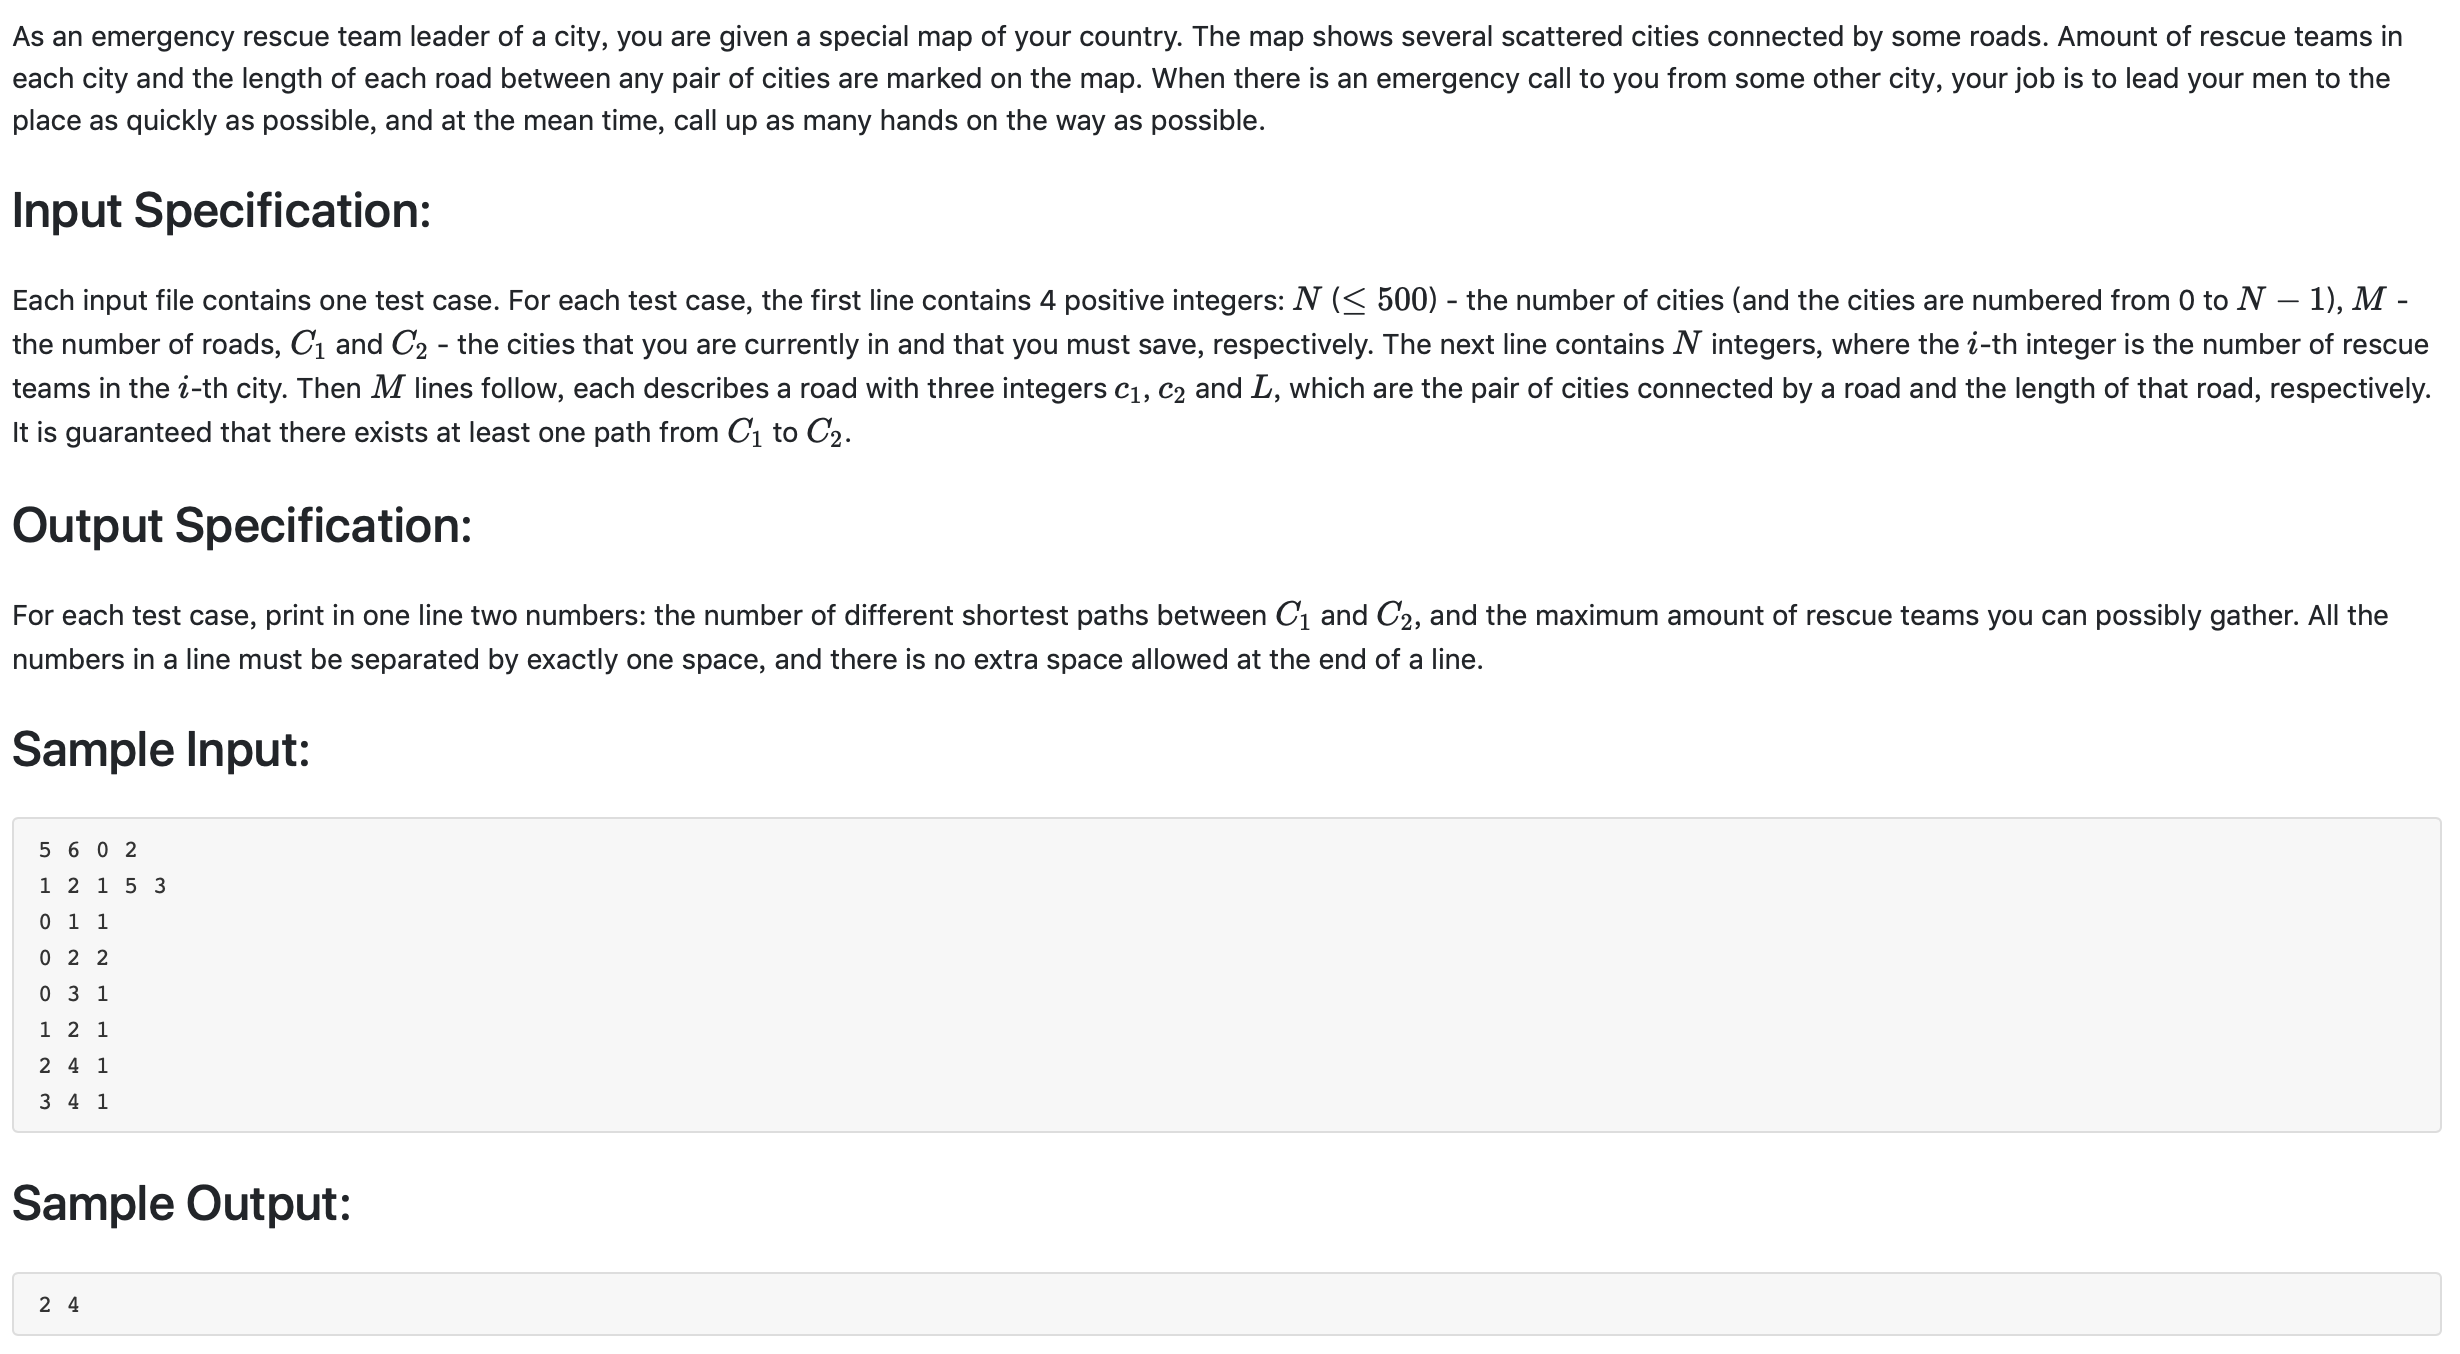 As an emergency rescue team leader of a city, you are given a special map of your country. The map shows several scattered cities connected by some roads. Amount of rescue teams in
each city and the length of each road between any pair of cities are marked on the map. When there is an emergency call to you from some other city, your job is to lead your men to the
place as quickly as possible, and at the mean time, call up as many hands on the way as possible.
Input Specification:
Each input file contains one test case. For each test case, the first line contains 4 positive integers: N (≤ 500) - the number of cities (and the cities are numbered from 0 to N − 1), M -
the number of roads, C₁ and C₂ - the cities that you are currently in and that you must save, respectively. The next line contains N integers, where the i-th integer is the number of rescue
teams in the i-th city. Then M lines follow, each describes a road with three integers c₁, c₂ and L, which are the pair of cities connected by a road and the length of that road, respectively.
It is guaranteed that there exists at least one path from C₁ to C₂.
Output Specification:
For each test case, print in one line two numbers: the number of different shortest paths between C₁ and C₂, and the maximum amount of rescue teams you can possibly gather. All the
numbers in a line must be separated by exactly one space, and there is no extra space allowed at the end of a line.
Sample Input:
5 6 0 2
1 2 1 5 3
0 1 1
0 2 2
0 3 1
1 2 1
2 4 1
3 4 1
Sample Output:
2 4